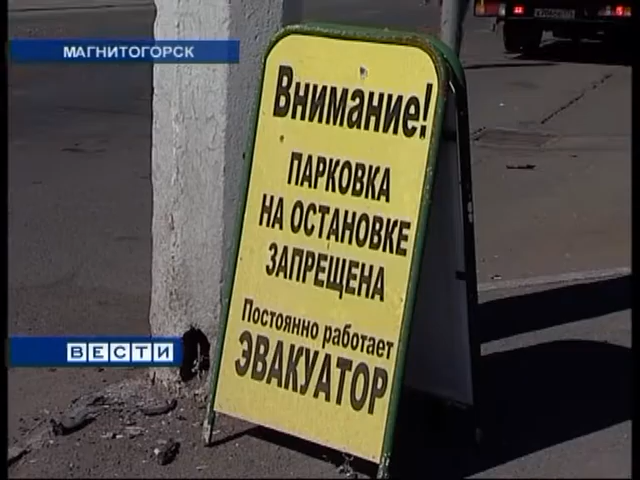 МАГНИТОГОРСК
Внимание!
ПАРКОВКА
НА ОСТАНОВКЕ
ЗАПРЕЩЕНА
Постоянно работает
ЭВАКУАТОР
ВЕСТИ